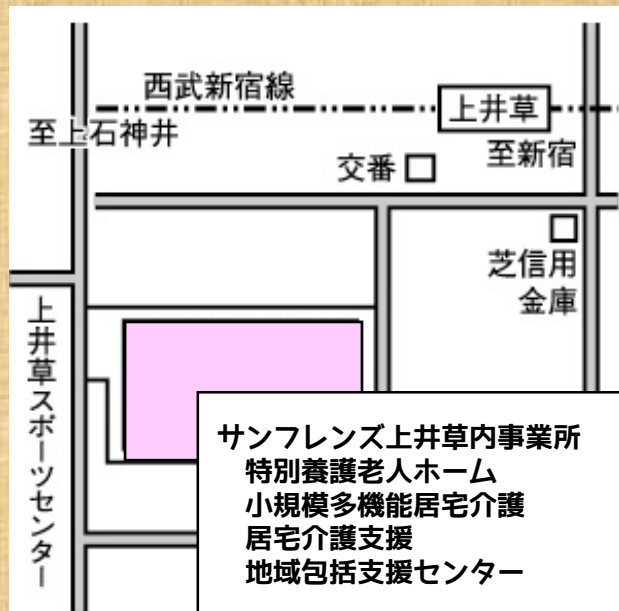 西武新宿線
上井草
至上石神井
至新宿
交番
芝信用
金庫
上井草スポーツセンター
サンフレンズ上井草内事業所
特別養護老人ホーム
小規模多機能居宅介護
居宅介護支援
地域包括支援センター